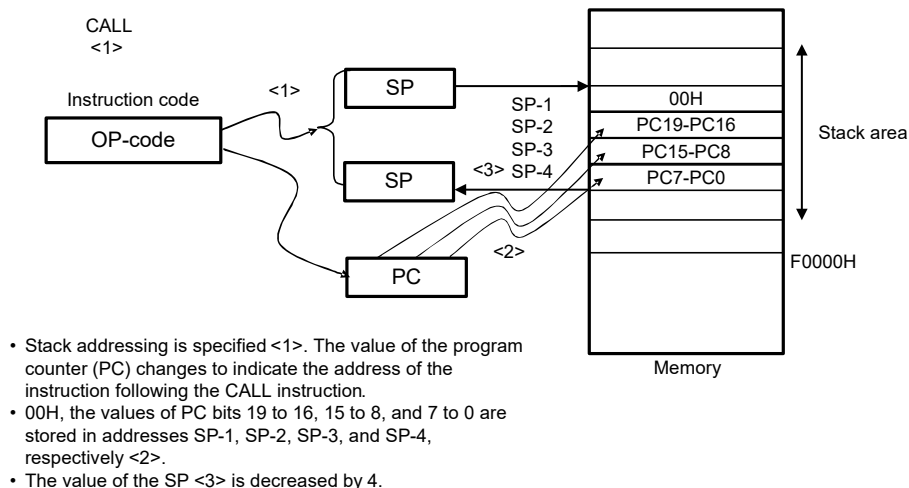 CALL
<1>
Instruction code
OP-code
<1>
SP
SP
PC
SP-1
SP-2
SP-3
<3> SP-4
<2>
00H
PC19-PC16
PC15-PC8
PC7-PC0
Stack area
F0000H
Memory
• Stack addressing is specified <1>. The value of the program
counter (PC) changes to indicate the address of the
instruction following the CALL instruction.
• 00H, the values of PC bits 19 to 16, 15 to 8, and 7 to 0 are
stored in addresses SP-1, SP-2, SP-3, and SP-4,
respectively <2>.
• The value of the SP <3> is decreased by 4.